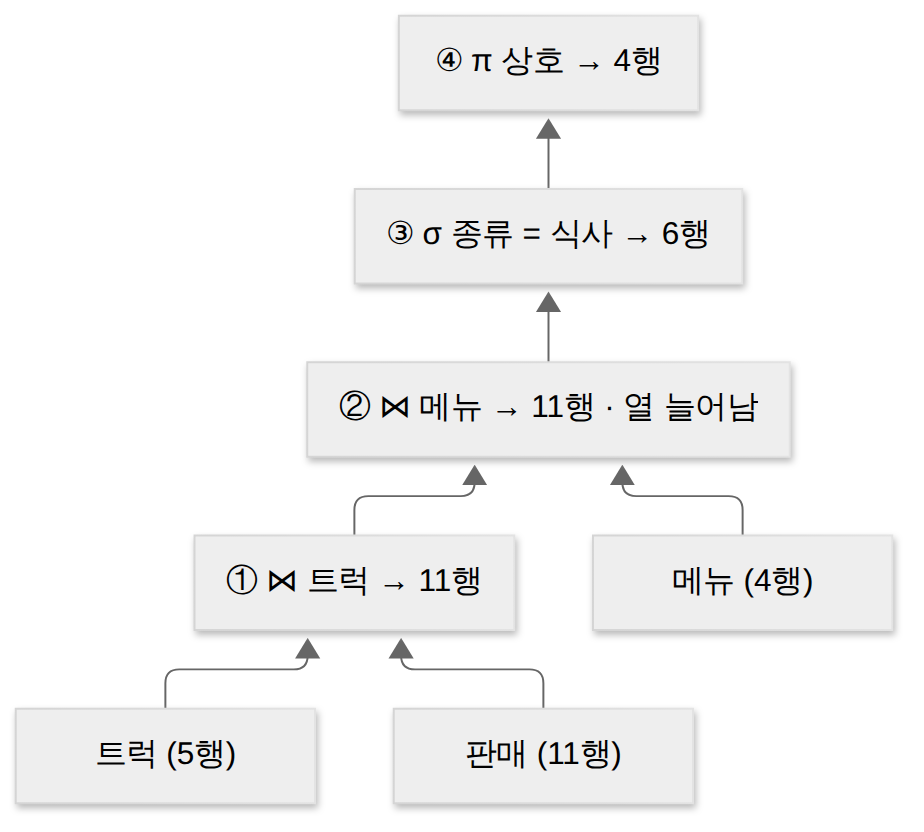 ④ π 상호 → 4행
③ σ 종류 = 식사 → 6행
② ⋈ 메뉴 → 11행 · 열 늘어남
① ⋈ 트럭 → 11행
메뉴 (4행)
트럭 (5행)
판매 (11행)